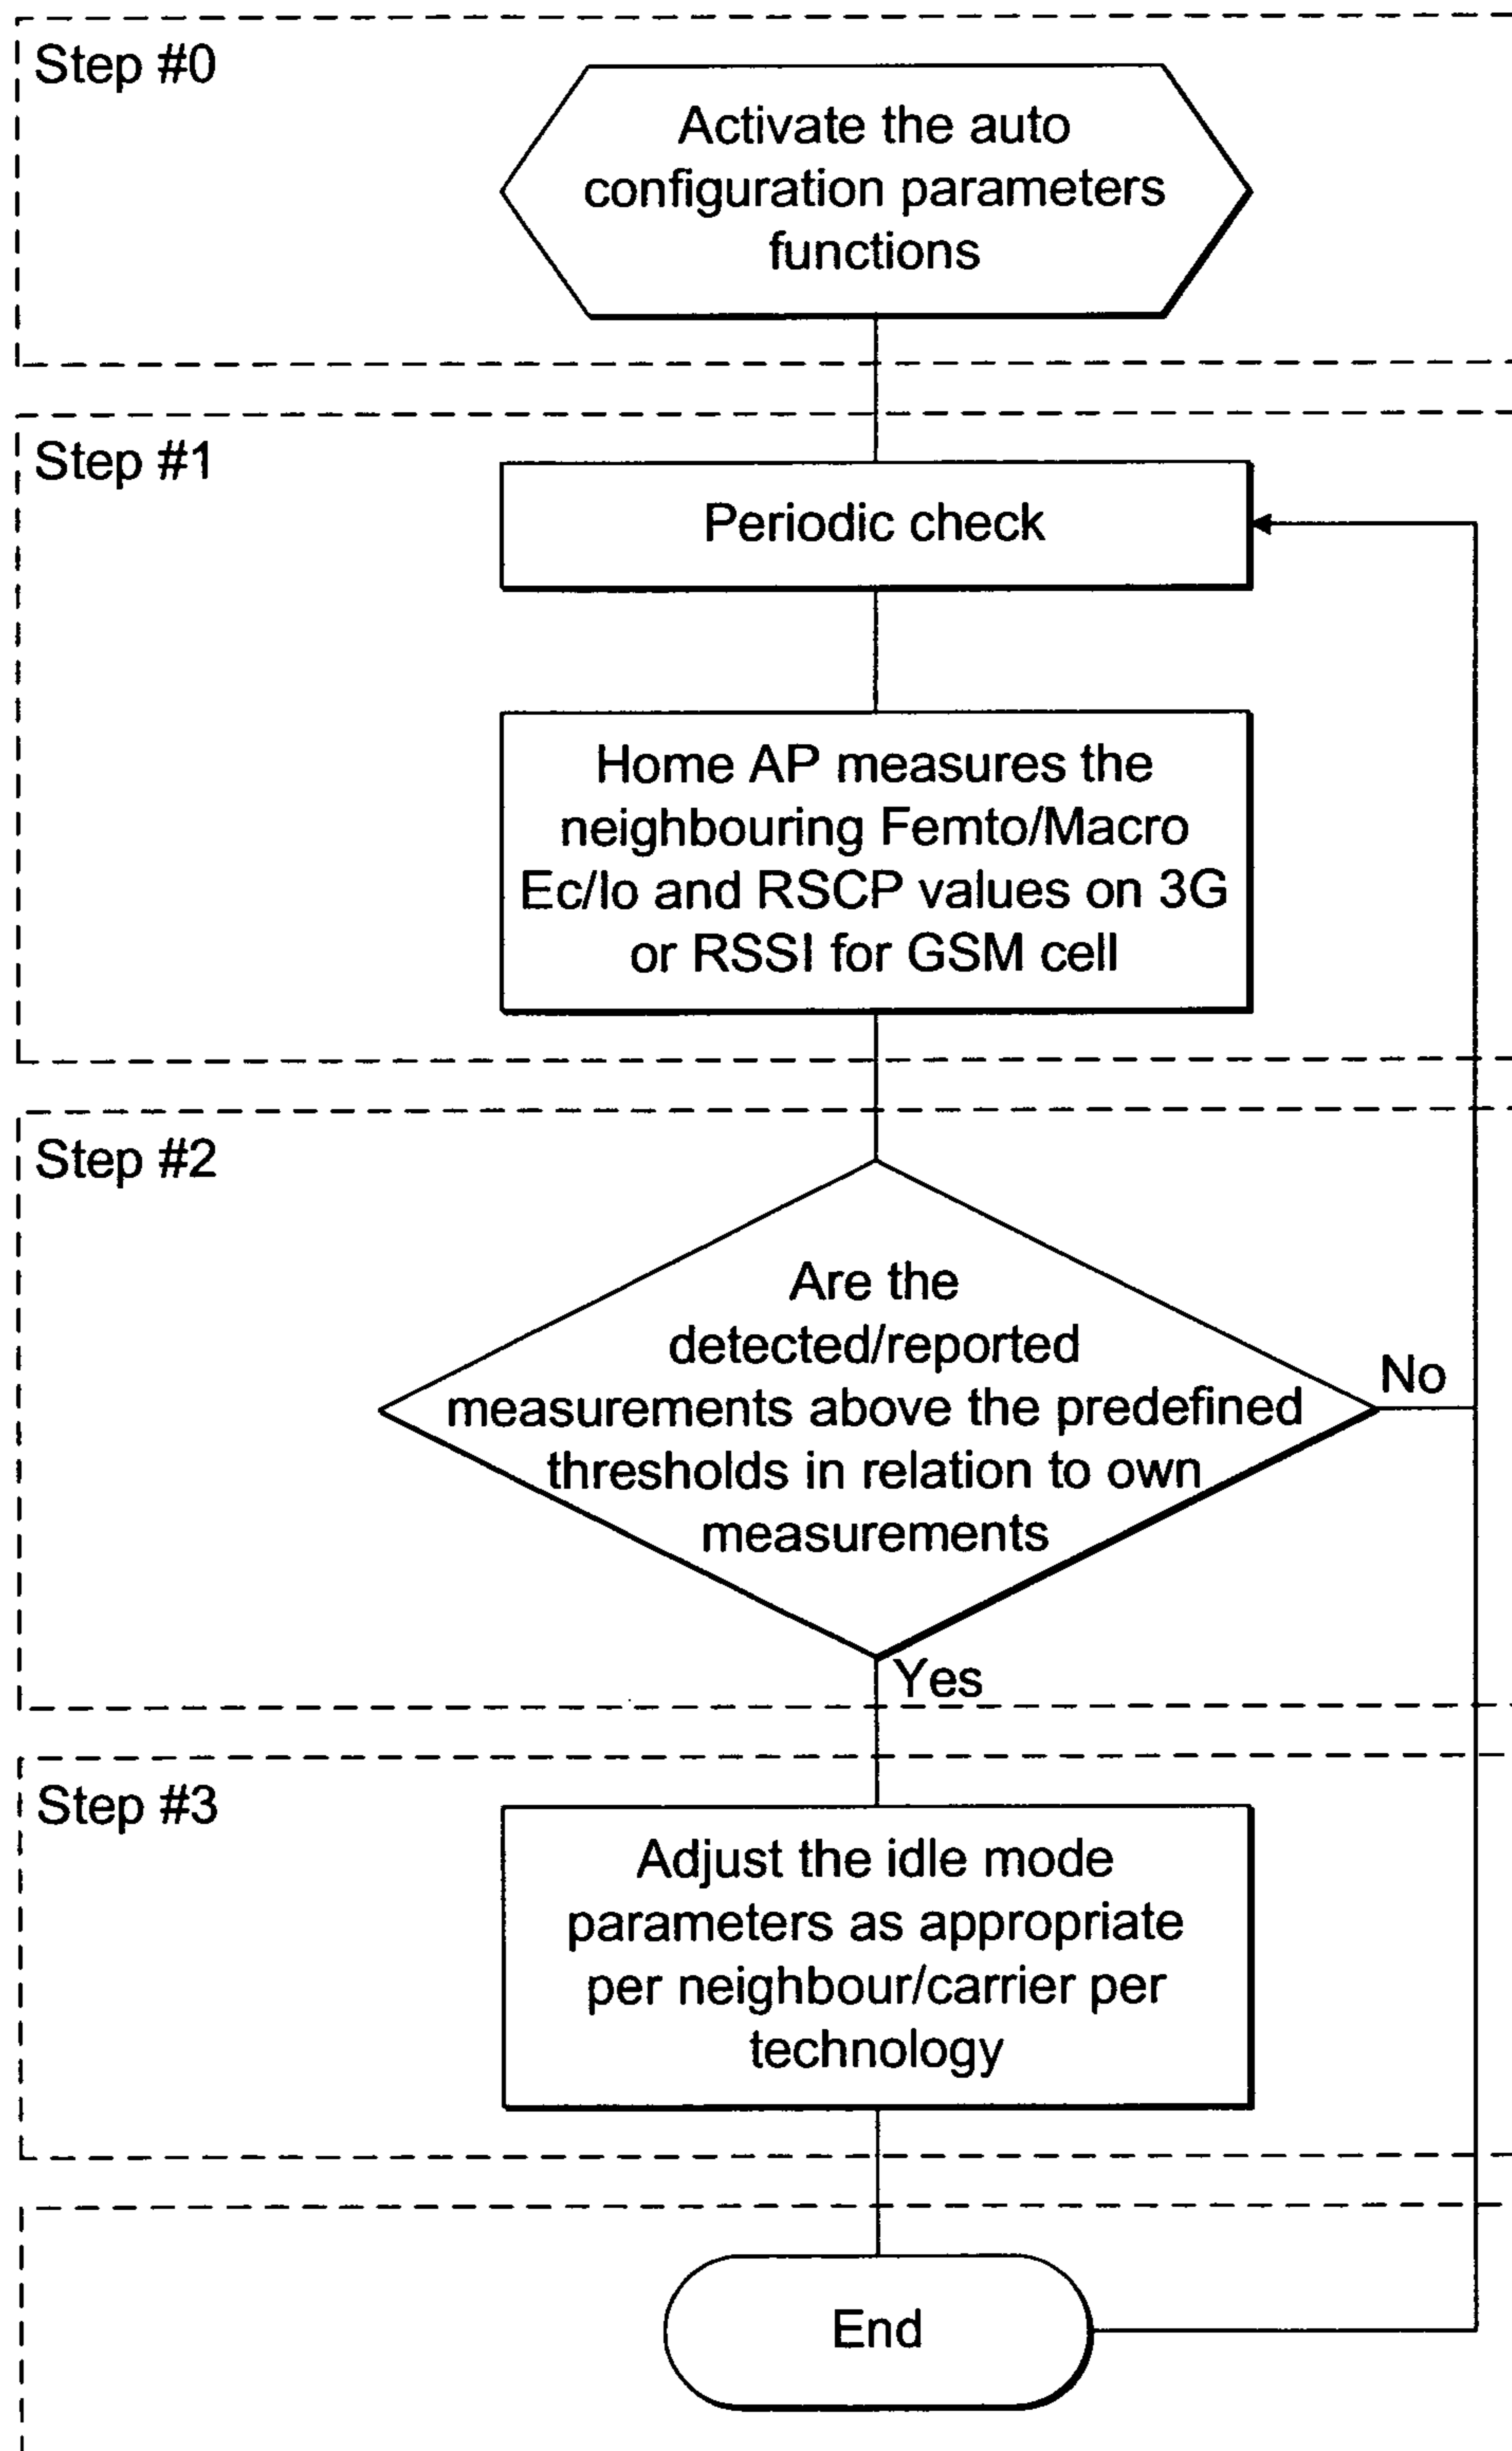 Step #0
Activate the auto
configuration parameters
functions
Step #1
Periodic check
Home AP measures the
neighbouring Femto/Macro
Ec/Io and RSCP values on 3G
or RSSI for GSM cell
Step #2
Are the
detected/reported
measurements above the predefined
thresholds in relation to own
measurements
No
Yes
Step #3
Adjust the idle mode
parameters as appropriate
per neighbour/carrier per
technology
End